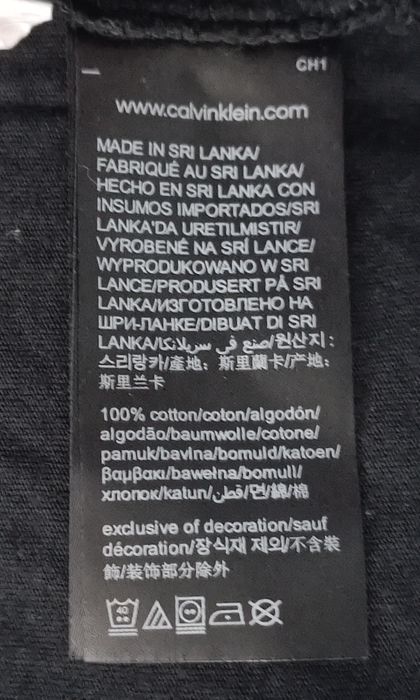 CH1
www.calvinklein.com
MADE IN SRI LANKA/
FABRIQUÉ AU SRI LANKA/
HECHO EN SRI LANKA CON
INSUMOS IMPORTADOS/SRI
LANKA'DA URETILMISTIR/
VYROBENÉ NA SRÍ LANCE/
WYPRODUKOWANO W SRI
LANCE/PRODUSERT PÅ SRI
LANKA/ИЗГОТОВЛЕНО НА
ШРИ-ЛАНКЕ/DIBUAT DI SRI
LANKA/صنع في سريلانكا/원산지:
스리랑카/產地：斯里蘭卡/产地：
斯里兰卡
100% cotton/coton/algodón/
algodão/baumwolle/cotone/
pamuk/bavlna/bomuld/katoen/
βαμβακι/bawełna/bomull/
хлопок/katun/قطن/면/綿/棉
exclusive of decoration/sauf
décoration/장식재 제외/不含裝
飾/装饰部分除外
40